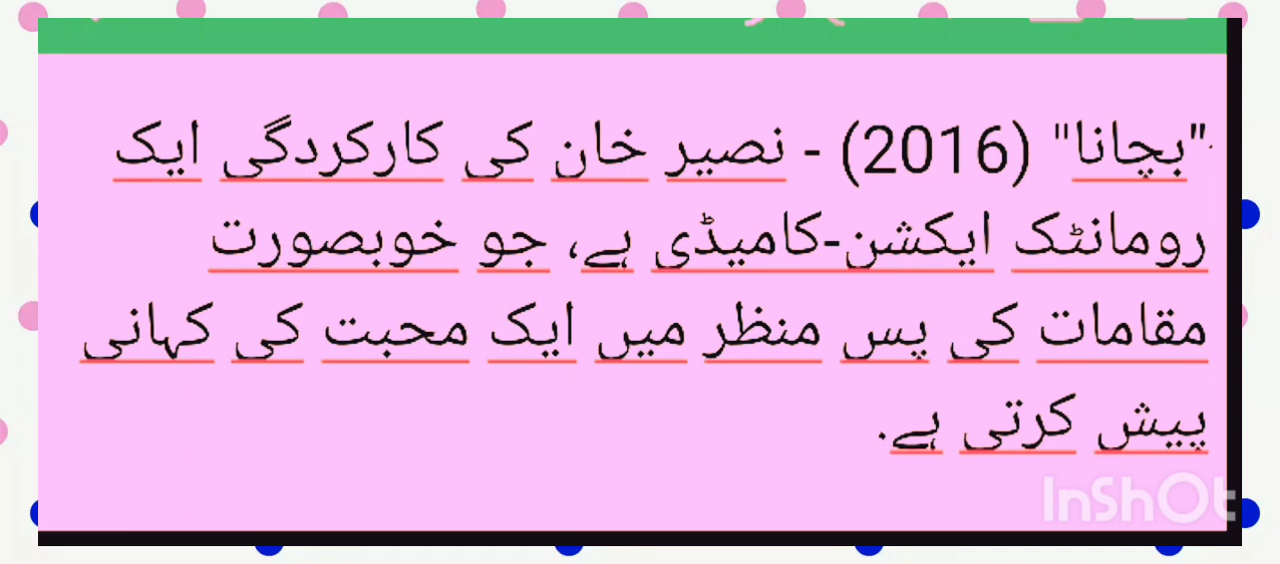 "بچانا" (2016) - نصیر خان کی کارکردگی ایک
رومانٹک ایکشن-کامیڈی ہے، جو خوبصورت
مقامات کی پس منظر میں ایک محبت کی کہانی
پیش کرتی ہے.
InShOt